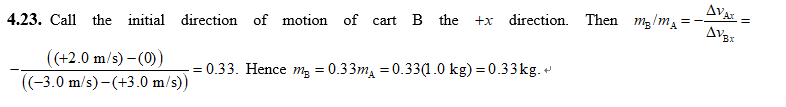 4.23. Call the initial direction of motion of cart B the +x direction. Then m_B/m_A = −Δv_Ax/Δv_Bx =
−((+2.0 m/s)−(0))/((−3.0 m/s)−(+3.0 m/s)) = 0.33. Hence m_B = 0.33m_A = 0.33(1.0 kg) = 0.33 kg. ↵